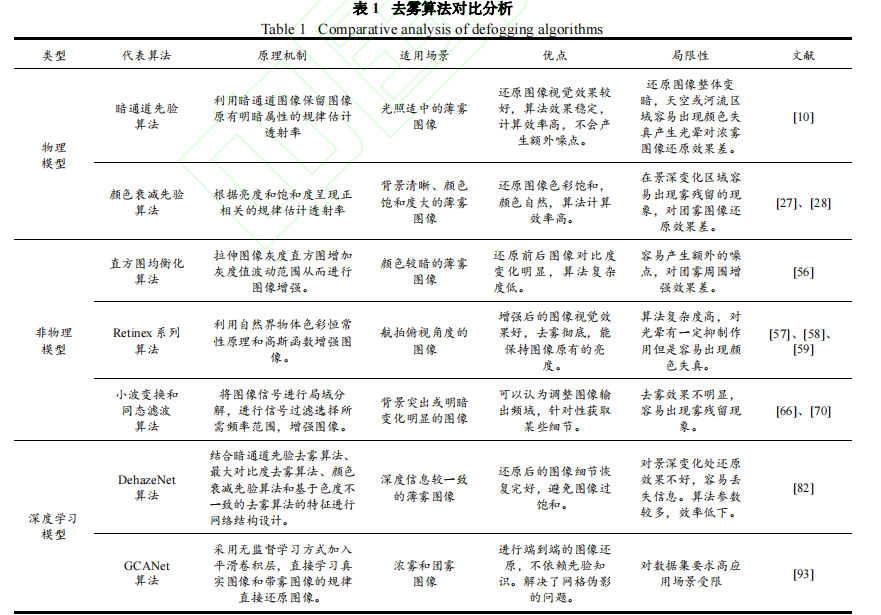 表 1 去雾算法对比分析
Table 1 Comparative analysis of defogging algorithms
类型 代表算法 原理机制 适用场景 优点 局限性 文献
物理
模型
暗通道先验
算法
利用暗通道图像保留图像
原有明暗属性的规律估计
透射率
光照适中的薄雾
图像
还原图像视觉效果
较好，算法效果稳定，
计算效率高，不会产
生额外噪点。
还原图像整体变
暗，天空或河流区
域容易出现颜色失
真产生光晕对浓雾
图像还原效果差。
[10]
颜色衰减先验
算法
根据亮度和饱和度呈现正
相关的规律估计透射率
背景清晰、颜色
饱和度大的薄雾
图像
还原图像色彩饱和，
颜色自然，算法计算
效率高。
在景深变化区域容
易出现雾残留的现
象，对团雾图像还
原效果差。
[27]、[28]
非物理
模型
直方图均衡化
算法
拉伸图像灰度直方图增加
灰度值波动范围从而进行
图像增强。
颜色较暗的薄雾
图像
还原前后图像对比度
变化明显，算法复杂
度低。
容易产生额外的噪
点，对团雾周围增
强效果差。
[56]
Retinex 系列
算法
利用自然界物体色彩恒常
性原理和高斯函数增强图
像。
航拍俯视角度的
图像
增强后的图像视觉效
果好，去雾彻底，能
保持图像原有的亮
度。
算法复杂度高，对
光晕有一定抑制作
用但是容易出现颜
色失真。
[57]、[58]、
[59]
小波变换和
同态滤波
算法
将图像信号进行局域分
解，进行信号过滤选择所
需频率范围，增强图像。
背景突出或明暗
变化明显的图像
可以认为调整图像输
出频域，针对性获取
某些细节。
去雾效果不明显，
容易出现雾残留现
象。
[66]、[70]
深度学习
模型
DehazeNet
算法
结合暗通道先验去雾算法、
最大对比度去雾算法、颜色
衰减先验算法和基于色度不
一致的去雾算法的特征进行
网络结构设计。
深度信息较一致
的薄雾图像
还原后的图像细节恢
复完好，避免图像过
饱和。
对景深变化处还原
效果不好，容易丢
失信息。算法参数
较多，效率低下。
[82]
GCANet
算法
采用无监督学习方式加入
平滑卷积层，直接学习真
实图像和带雾图像的规律
直接还原图像。
浓雾和团雾
图像
进行端到端的图像还
原，不依赖先验知
识。解决了网格伪影
的问题。
对数据集要求高应
用场景受限
[93]